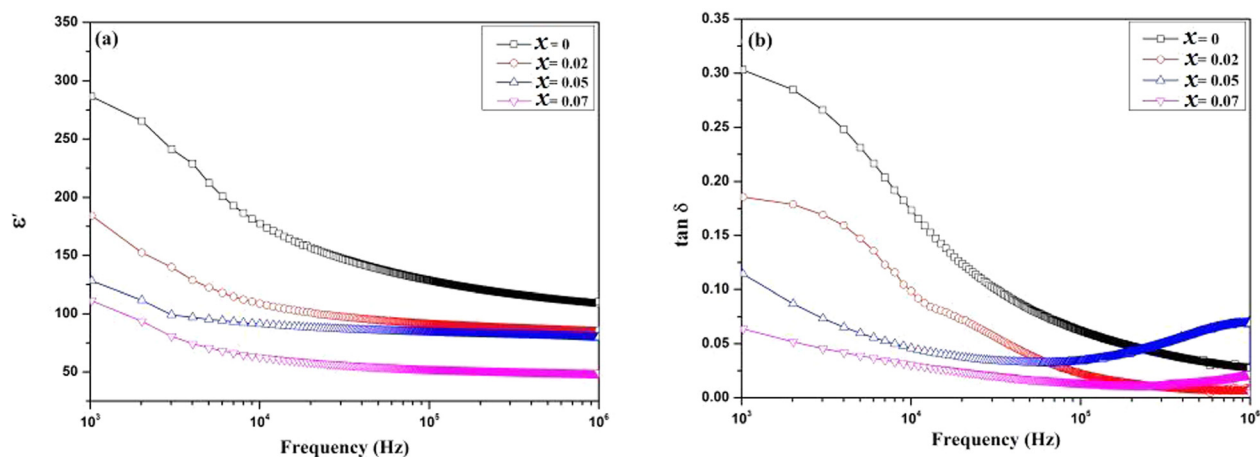 (a)
x = 0
x = 0.02
x = 0.05
x = 0.07
350
300
250
200
150
100
50
ε'
10³ 10⁴ 10⁵ 10⁶
Frequency (Hz)
(b)
x = 0
x = 0.02
x = 0.05
x = 0.07
0.35
0.30
0.25
0.20
0.15
0.10
0.05
0.00
tan δ
10³ 10⁴ 10⁵ 10⁶
Frequency (Hz)